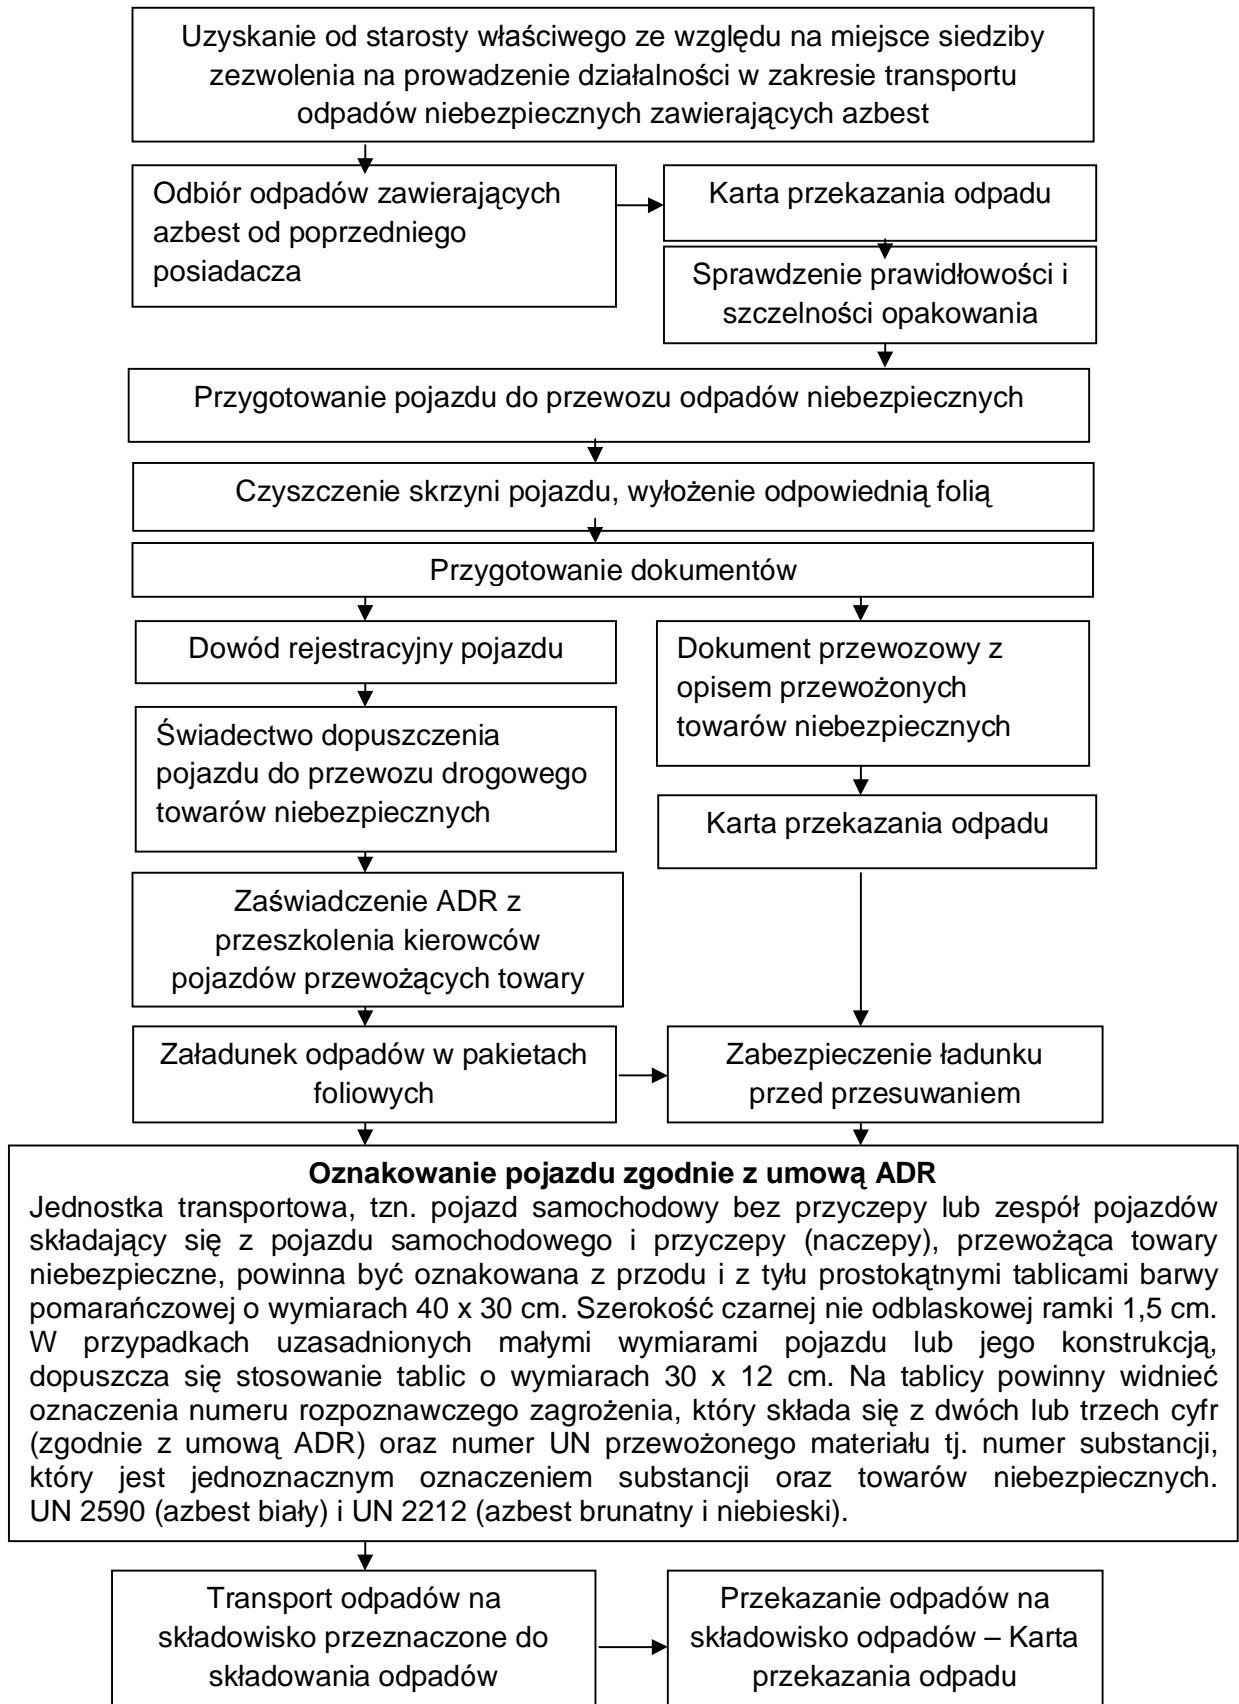 Uzyskanie od starosty właściwego ze względu na miejsce siedziby
zezwolenia na prowadzenie działalności w zakresie transportu
odpadów niebezpiecznych zawierających azbest
Odbiór odpadów zawierających
azbest od poprzedniego
posiadacza
Karta przekazania odpadu
Sprawdzenie prawidłowości i
szczelności opakowania
Przygotowanie pojazdu do przewozu odpadów niebezpiecznych
Czyszczenie skrzyni pojazdu, wyłożenie odpowiednią folią
Przygotowanie dokumentów
Dowód rejestracyjny pojazdu
Świadectwo dopuszczenia
pojazdu do przewozu drogowego
towarów niebezpiecznych
Zaświadczenie ADR z
przeszkolenia kierowców
pojazdów przewożących towary
Dokument przewozowy z
opisem przewożonych
towarów niebezpiecznych
Karta przekazania odpadu
Załadunek odpadów w pakietach
foliowych
Zabezpieczenie ładunku
przed przesuwaniem
Oznakowanie pojazdu zgodnie z umową ADR
Jednostka transportowa, tzn. pojazd samochodowy bez przyczepy lub zespół pojazdów
składający się z pojazdu samochodowego i przyczepy (naczepy), przewożąca towary
niebezpieczne, powinna być oznakowana z przodu i z tyłu prostokątnymi tablicami barwy
pomarańczowej o wymiarach 40 x 30 cm. Szerokość czarnej nie odblaskowej ramki 1,5 cm.
W przypadkach uzasadnionych małymi wymiarami pojazdu lub jego konstrukcją,
dopuszcza się stosowanie tablic o wymiarach 30 x 12 cm. Na tablicy powinny widnieć
oznaczenia numeru rozpoznawczego zagrożenia, który składa się z dwóch lub trzech cyfr
(zgodnie z umową ADR) oraz numer UN przewożonego materiału tj. numer substancji,
który jest jednoznacznym oznaczeniem substancji oraz towarów niebezpiecznych.
UN 2590 (azbest biały) i UN 2212 (azbest brunatny i niebieski).
Transport odpadów na
składowisko przeznaczone do
składowania odpadów
Przekazanie odpadów na
składowisko odpadów – Karta
przekazania odpadu